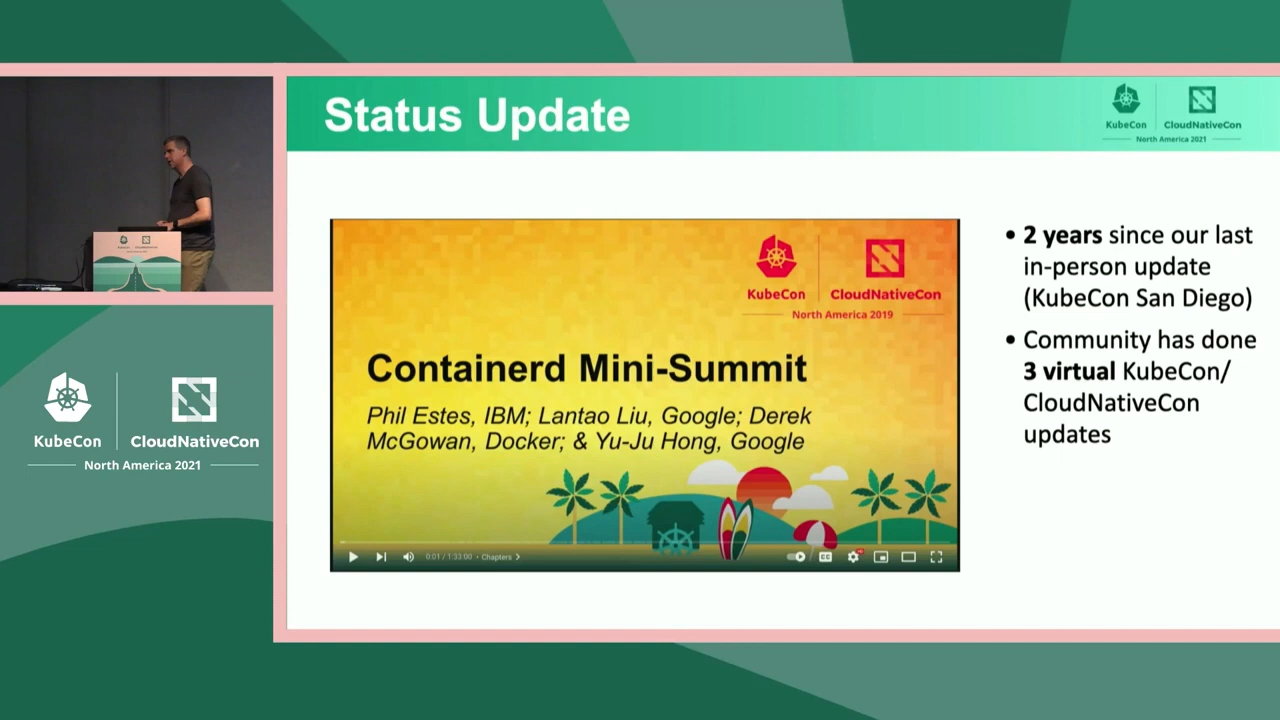 Status Update
KubeCon
CloudNativeCon
North America 2021
KubeCon
CloudNativeCon
North America 2019
Containerd Mini-Summit
Phil Estes, IBM; Lantao Liu, Google; Derek
McGowan, Docker; & Yu-Ju Hong, Google
0:01 / 1:33:00 • Chapters >
CC
• 2 years since our last
in-person update
(KubeCon San Diego)
• Community has done
3 virtual KubeCon/
CloudNativeCon
updates
KubeCon
CloudNativeCon
North America 2021